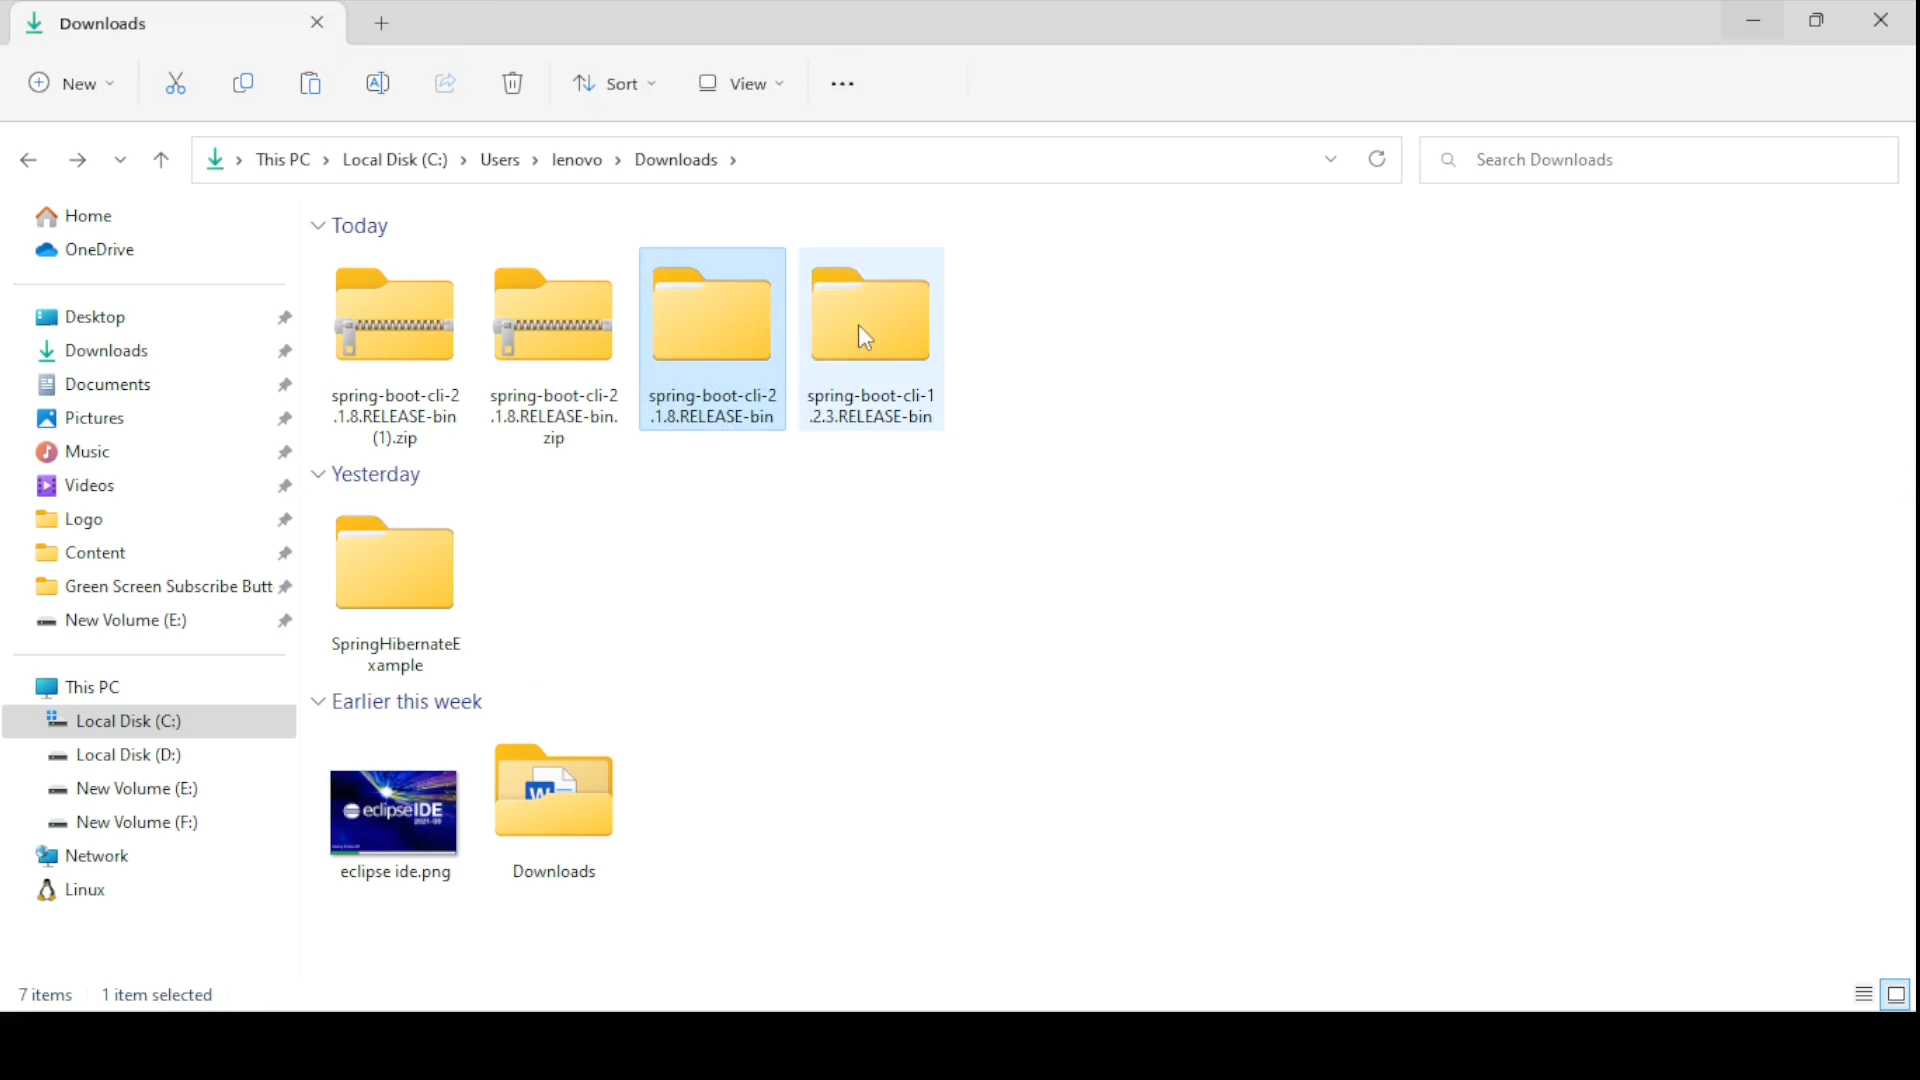 Downloads
New
Sort
View
This PC > Local Disk (C:) > Users > lenovo > Downloads >
Search Downloads
Home
OneDrive
Desktop
Downloads
Documents
Pictures
Music
Videos
Logo
Content
Green Screen Subscribe Butt
New Volume (E:)
This PC
Local Disk (C:)
Local Disk (D:)
New Volume (E:)
New Volume (F:)
Network
Linux
Today
spring-boot-cli-2
.1.8.RELEASE-bin
(1).zip
spring-boot-cli-2
.1.8.RELEASE-bin.
zip
spring-boot-cli-2
.1.8.RELEASE-bin
spring-boot-cli-1
.2.3.RELEASE-bin
Yesterday
SpringHibernateE
xample
Earlier this week
eclipseIDE
2021-09
eclipse ide.png
W
Downloads
7 items
1 item selected